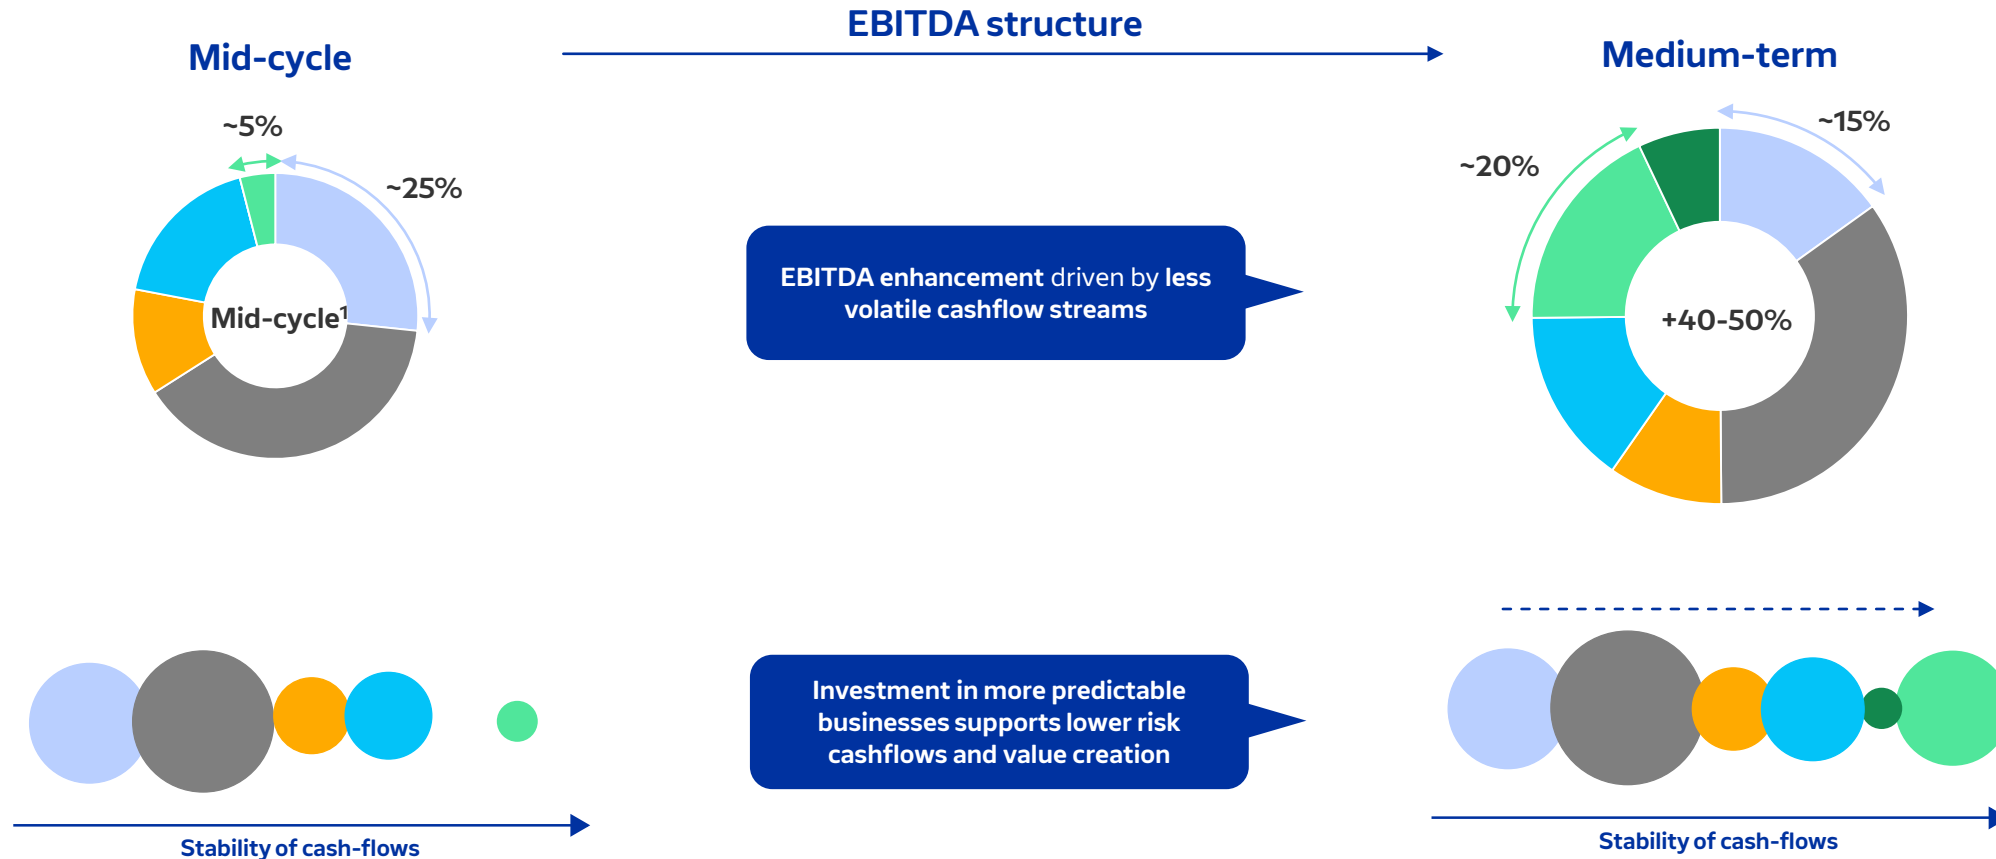 EBITDA structure
Mid-cycle
Medium-term
~5%
~25%
Mid-cycle¹
~15%
~20%
+40-50%
EBITDA enhancement driven by less
volatile cashflow streams
Investment in more predictable
businesses supports lower risk
cashflows and value creation
Stability of cash-flows
Stability of cash-flows